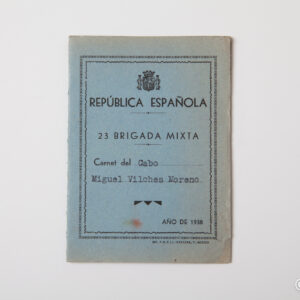 REPÚBLICA ESPAÑOLA
23 BRIGADA MIXTA
Carnet del Cabo
Miguel Vilches Moreno.
AÑO DE 1938